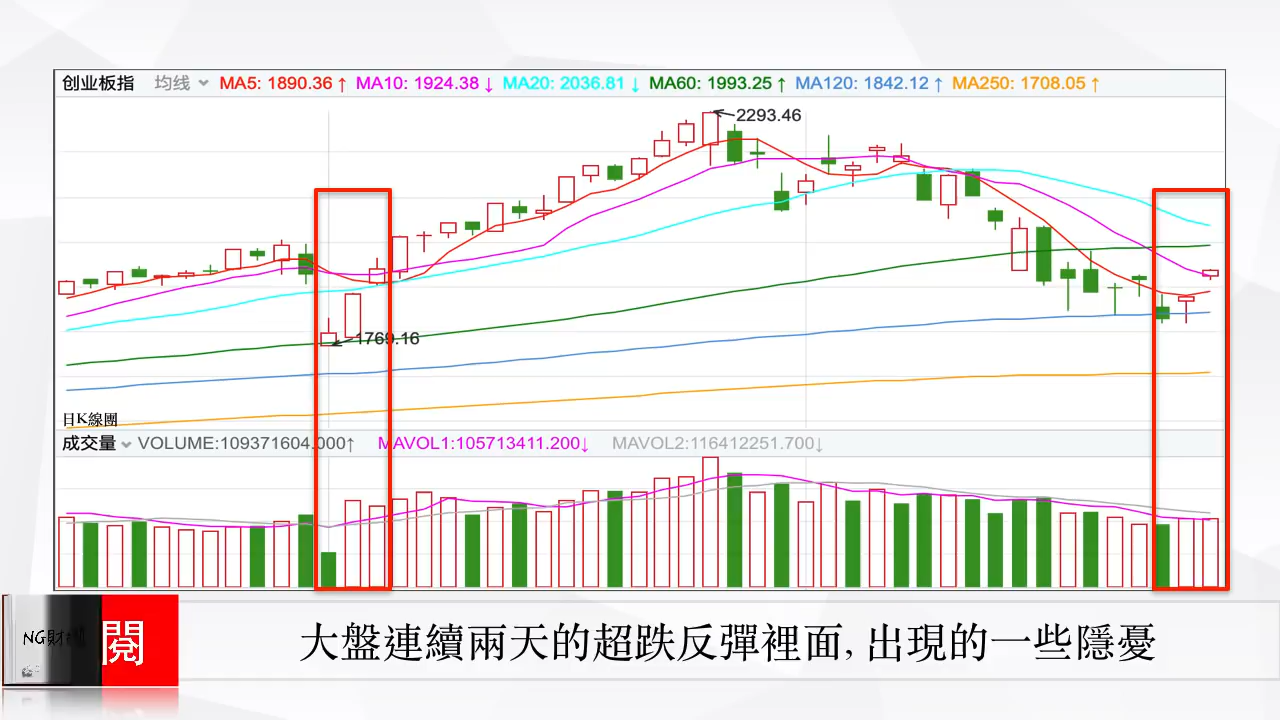 创业板指 均线 MA5: 1890.36 ↑ MA10: 1924.38 ↓ MA20: 2036.81 ↓ MA60: 1993.25 ↑ MA120: 1842.12 ↑ MA250: 1708.05 ↑
2293.46
1769.16
日K線圖
成交量 VOLUME:109371604.000↑ MAVOL1:105713411.200↓ MAVOL2:116412251.700↓
NG財
閱
大盤連續兩天的超跌反彈裡面, 出現的一些隱憂